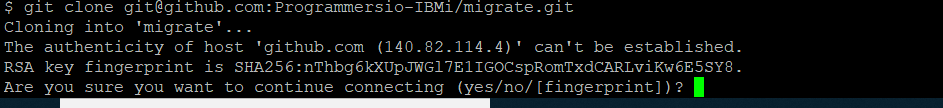 $ git clone git@github.com:Programmersio-IBMi/migrate.git
Cloning into 'migrate'...
The authenticity of host 'github.com (140.82.114.4)' can't be established.
RSA key fingerprint is SHA256:nThbg6kXUpJWGl7E1IGOCspRomTxdCARLviKw6E5SY8.
Are you sure you want to continue connecting (yes/no/[fingerprint])?